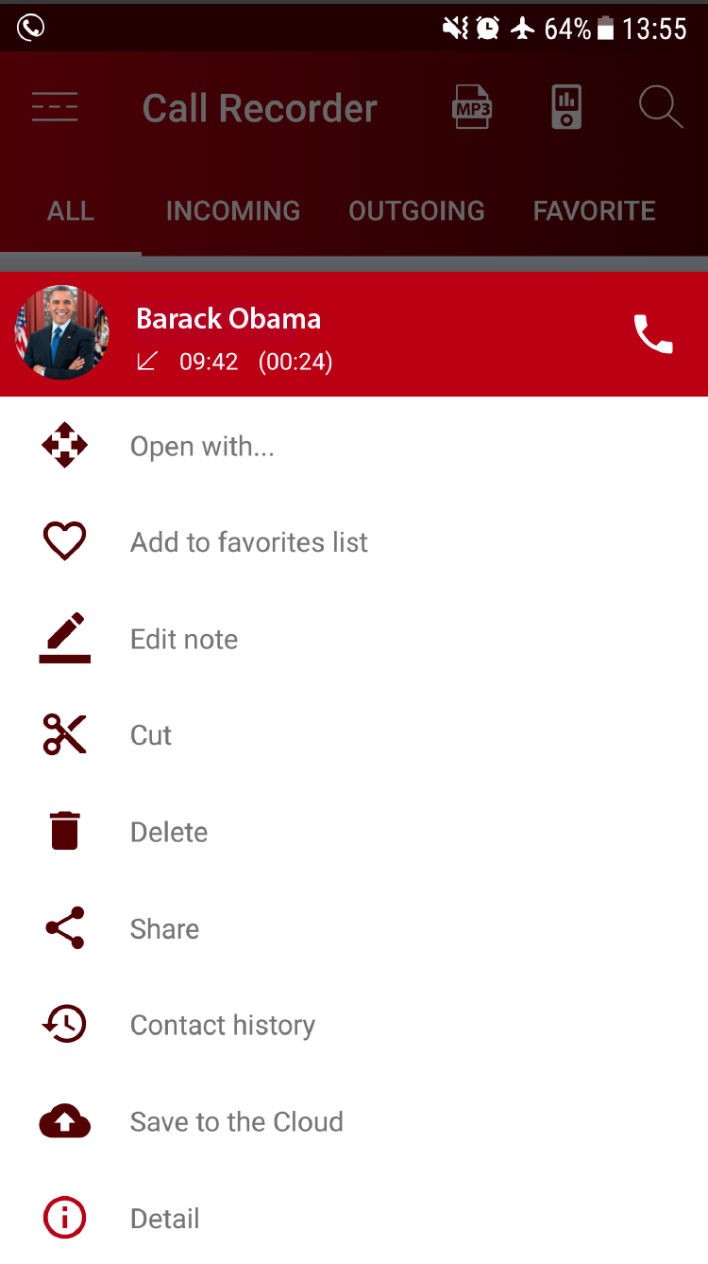 64% 13:55
Call Recorder MP3
ALL INCOMING OUTGOING FAVORITE
Barack Obama
09:42 (00:24)
Open with...
Add to favorites list
Edit note
Cut
Delete
Share
Contact history
Save to the Cloud
Detail